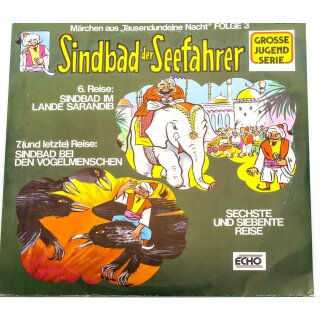 Märchen aus „Tausendundeine Nacht" FOLGE 3
Sindbad der Seefahrer
GROSSE
JUGEND
SERIE
6. Reise:
SINDBAD IM
LANDE SARANDIB
7. (und letzte) Reise:
SINDBAD BEI
DEN VOGELMENSCHEN
SECHSTE
UND SIEBENTE
REISE
ECHO